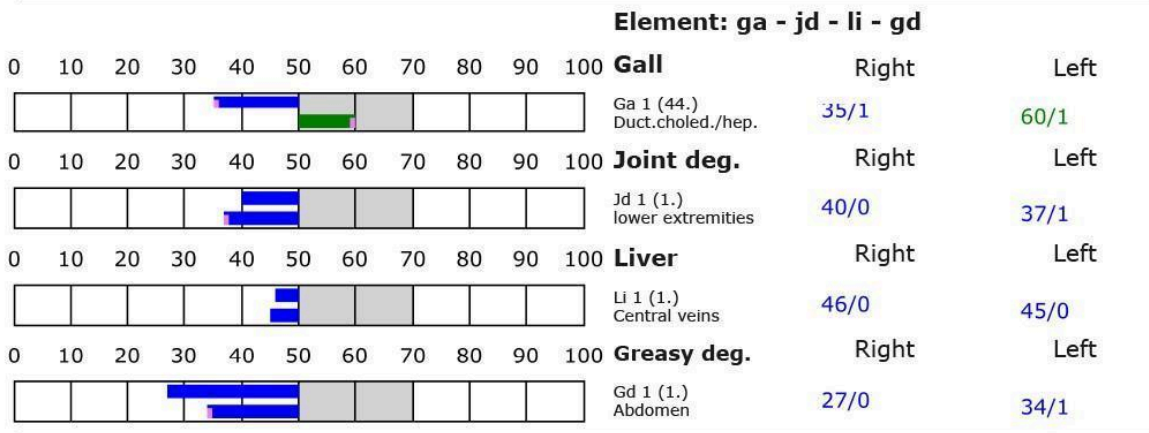 Element: ga - jd - li - gd
0 10 20 30 40 50 60 70 80 90 100 Gall Right Left
Ga 1 (44.) 35/1 60/1
Duct.choled./hep.
0 10 20 30 40 50 60 70 80 90 100 Joint deg. Right Left
Jd 1 (1.) 40/0 37/1
lower extremities
0 10 20 30 40 50 60 70 80 90 100 Liver Right Left
Li 1 (1.) 46/0 45/0
Central veins
0 10 20 30 40 50 60 70 80 90 100 Greasy deg. Right Left
Gd 1 (1.) 27/0 34/1
Abdomen